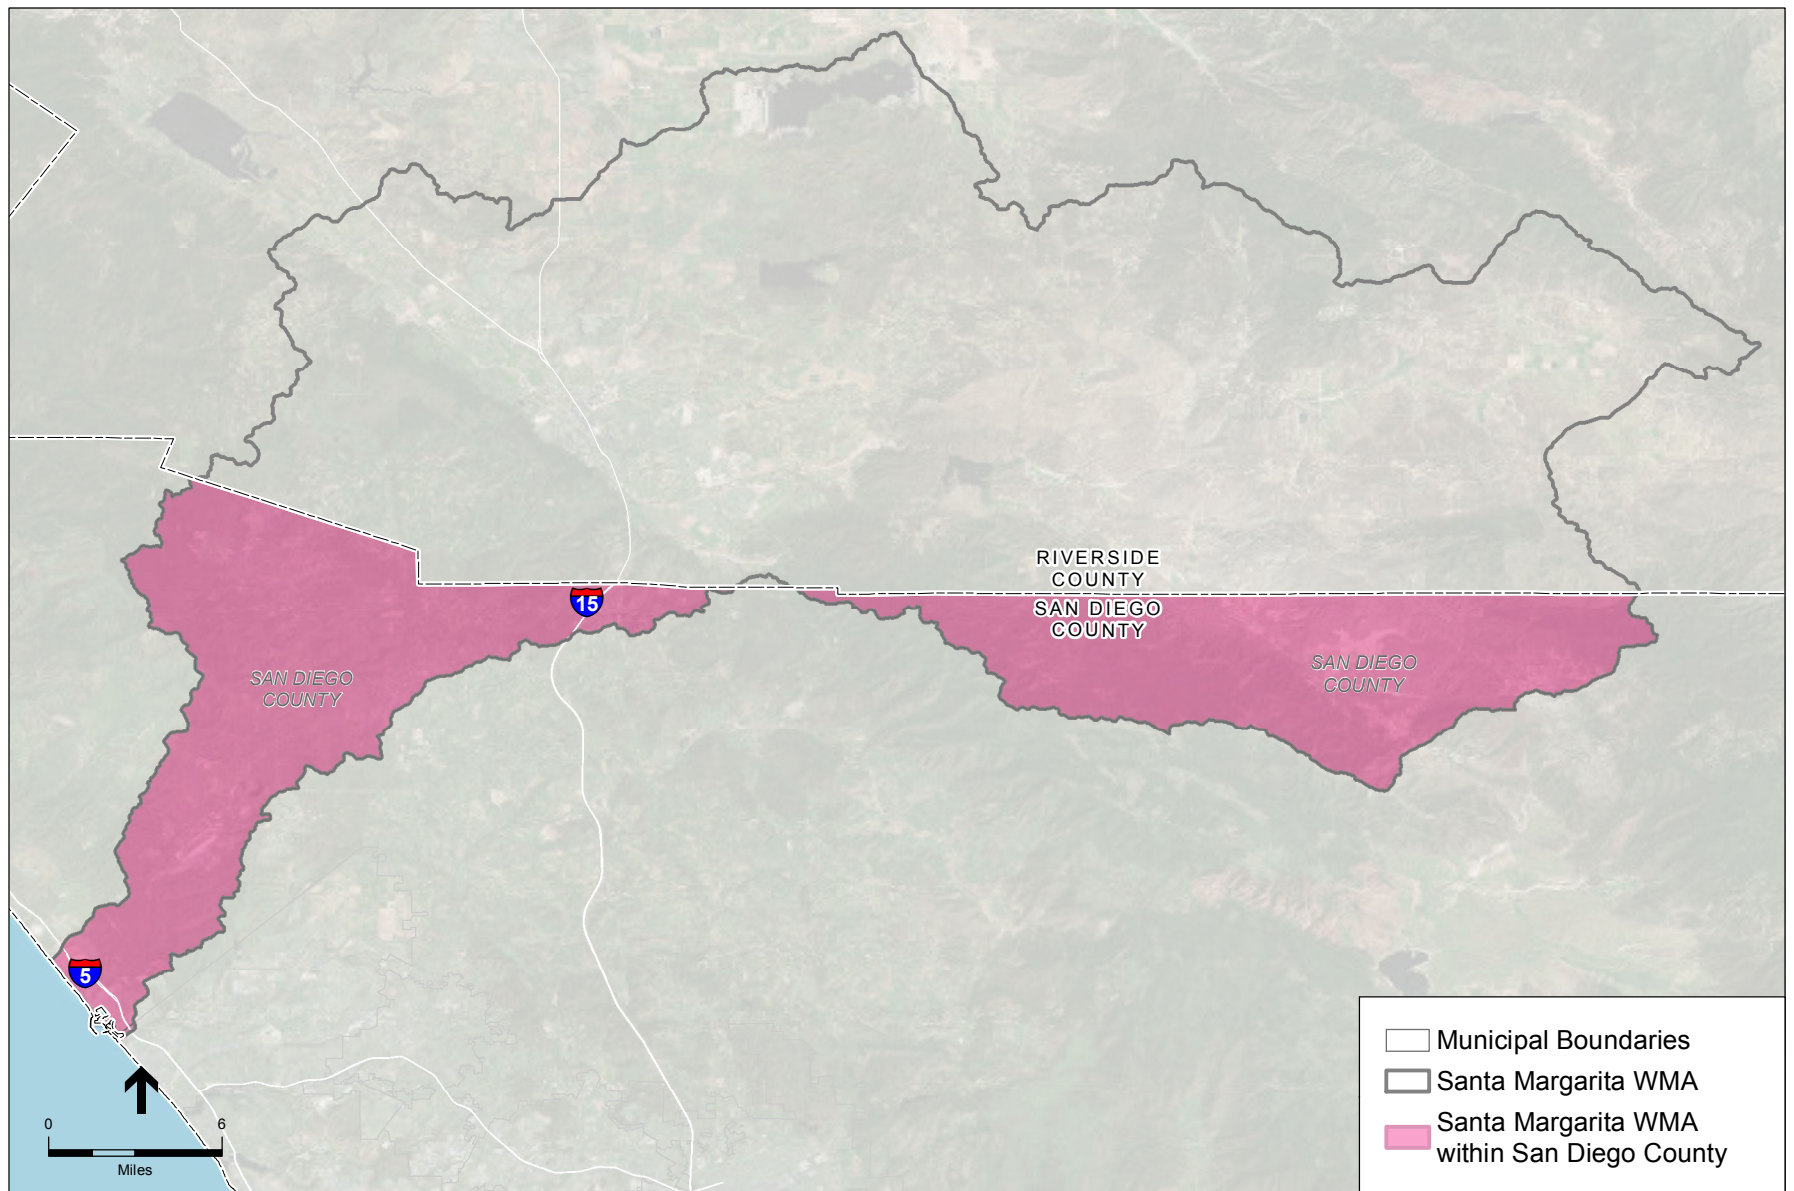 RIVERSIDE
COUNTY
15
SAN DIEGO
COUNTY
SAN DIEGO
COUNTY
SAN DIEGO
COUNTY
5
0 6
Miles
Municipal Boundaries
Santa Margarita WMA
Santa Margarita WMA
within San Diego County